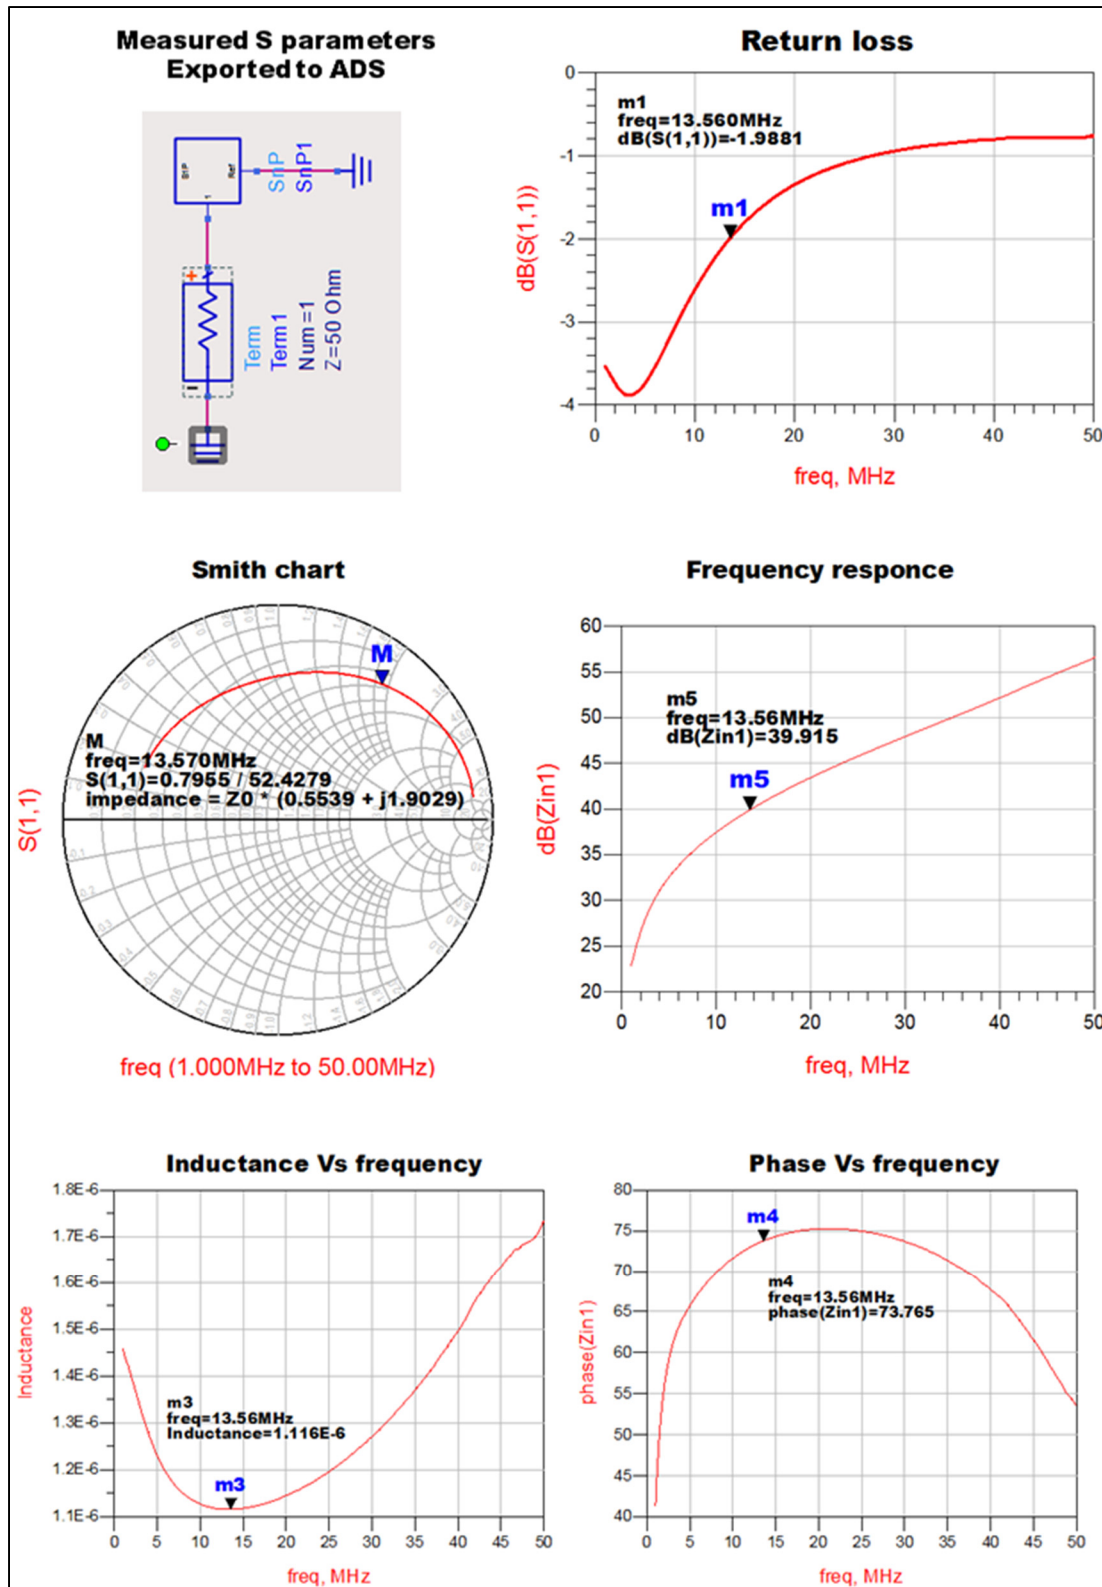 Measured S parameters
Exported to ADS
SnP
Ref
1
SnP
SnP1
+
Term
Term1
Num=1
Z=50 Ohm
Return loss
m1
freq=13.560MHz
dB(S(1,1))=-1.9881
m1
0
-1
-2
-3
-4
dB(S(1,1))
0 10 20 30 40 50
freq, MHz
Smith chart
M
M
freq=13.570MHz
S(1,1)=0.7955 / 52.4279
impedance = Z0 * (0.5539 + j1.9029)
S(1,1)
freq (1.000MHz to 50.00MHz)
Frequency responce
m5
freq=13.56MHz
dB(Zin1)=39.915
m5
60
55
50
45
40
35
30
25
20
dB(Zin1)
0 10 20 30 40 50
freq, MHz
Inductance Vs frequency
1.8E-6
1.7E-6
1.6E-6
1.5E-6
1.4E-6
1.3E-6
1.2E-6
1.1E-6
Inductance
m3
freq=13.56MHz
Inductance=1.116E-6
m3
0 5 10 15 20 25 30 35 40 45 50
freq, MHz
Phase Vs frequency
80
75
70
65
60
55
50
45
40
phase(Zin1)
m4
m4
freq=13.56MHz
phase(Zin1)=73.765
0 5 10 15 20 25 30 35 40 45 50
freq, MHz